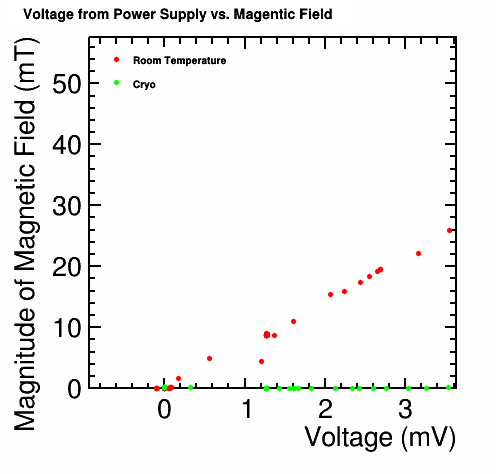 Voltage from Power Supply vs. Magentic Field
Room Temperature
Cryo
Magnitude of Magnetic Field (mT)
50
40
30
20
10
0
0 1 2 3
Voltage (mV)